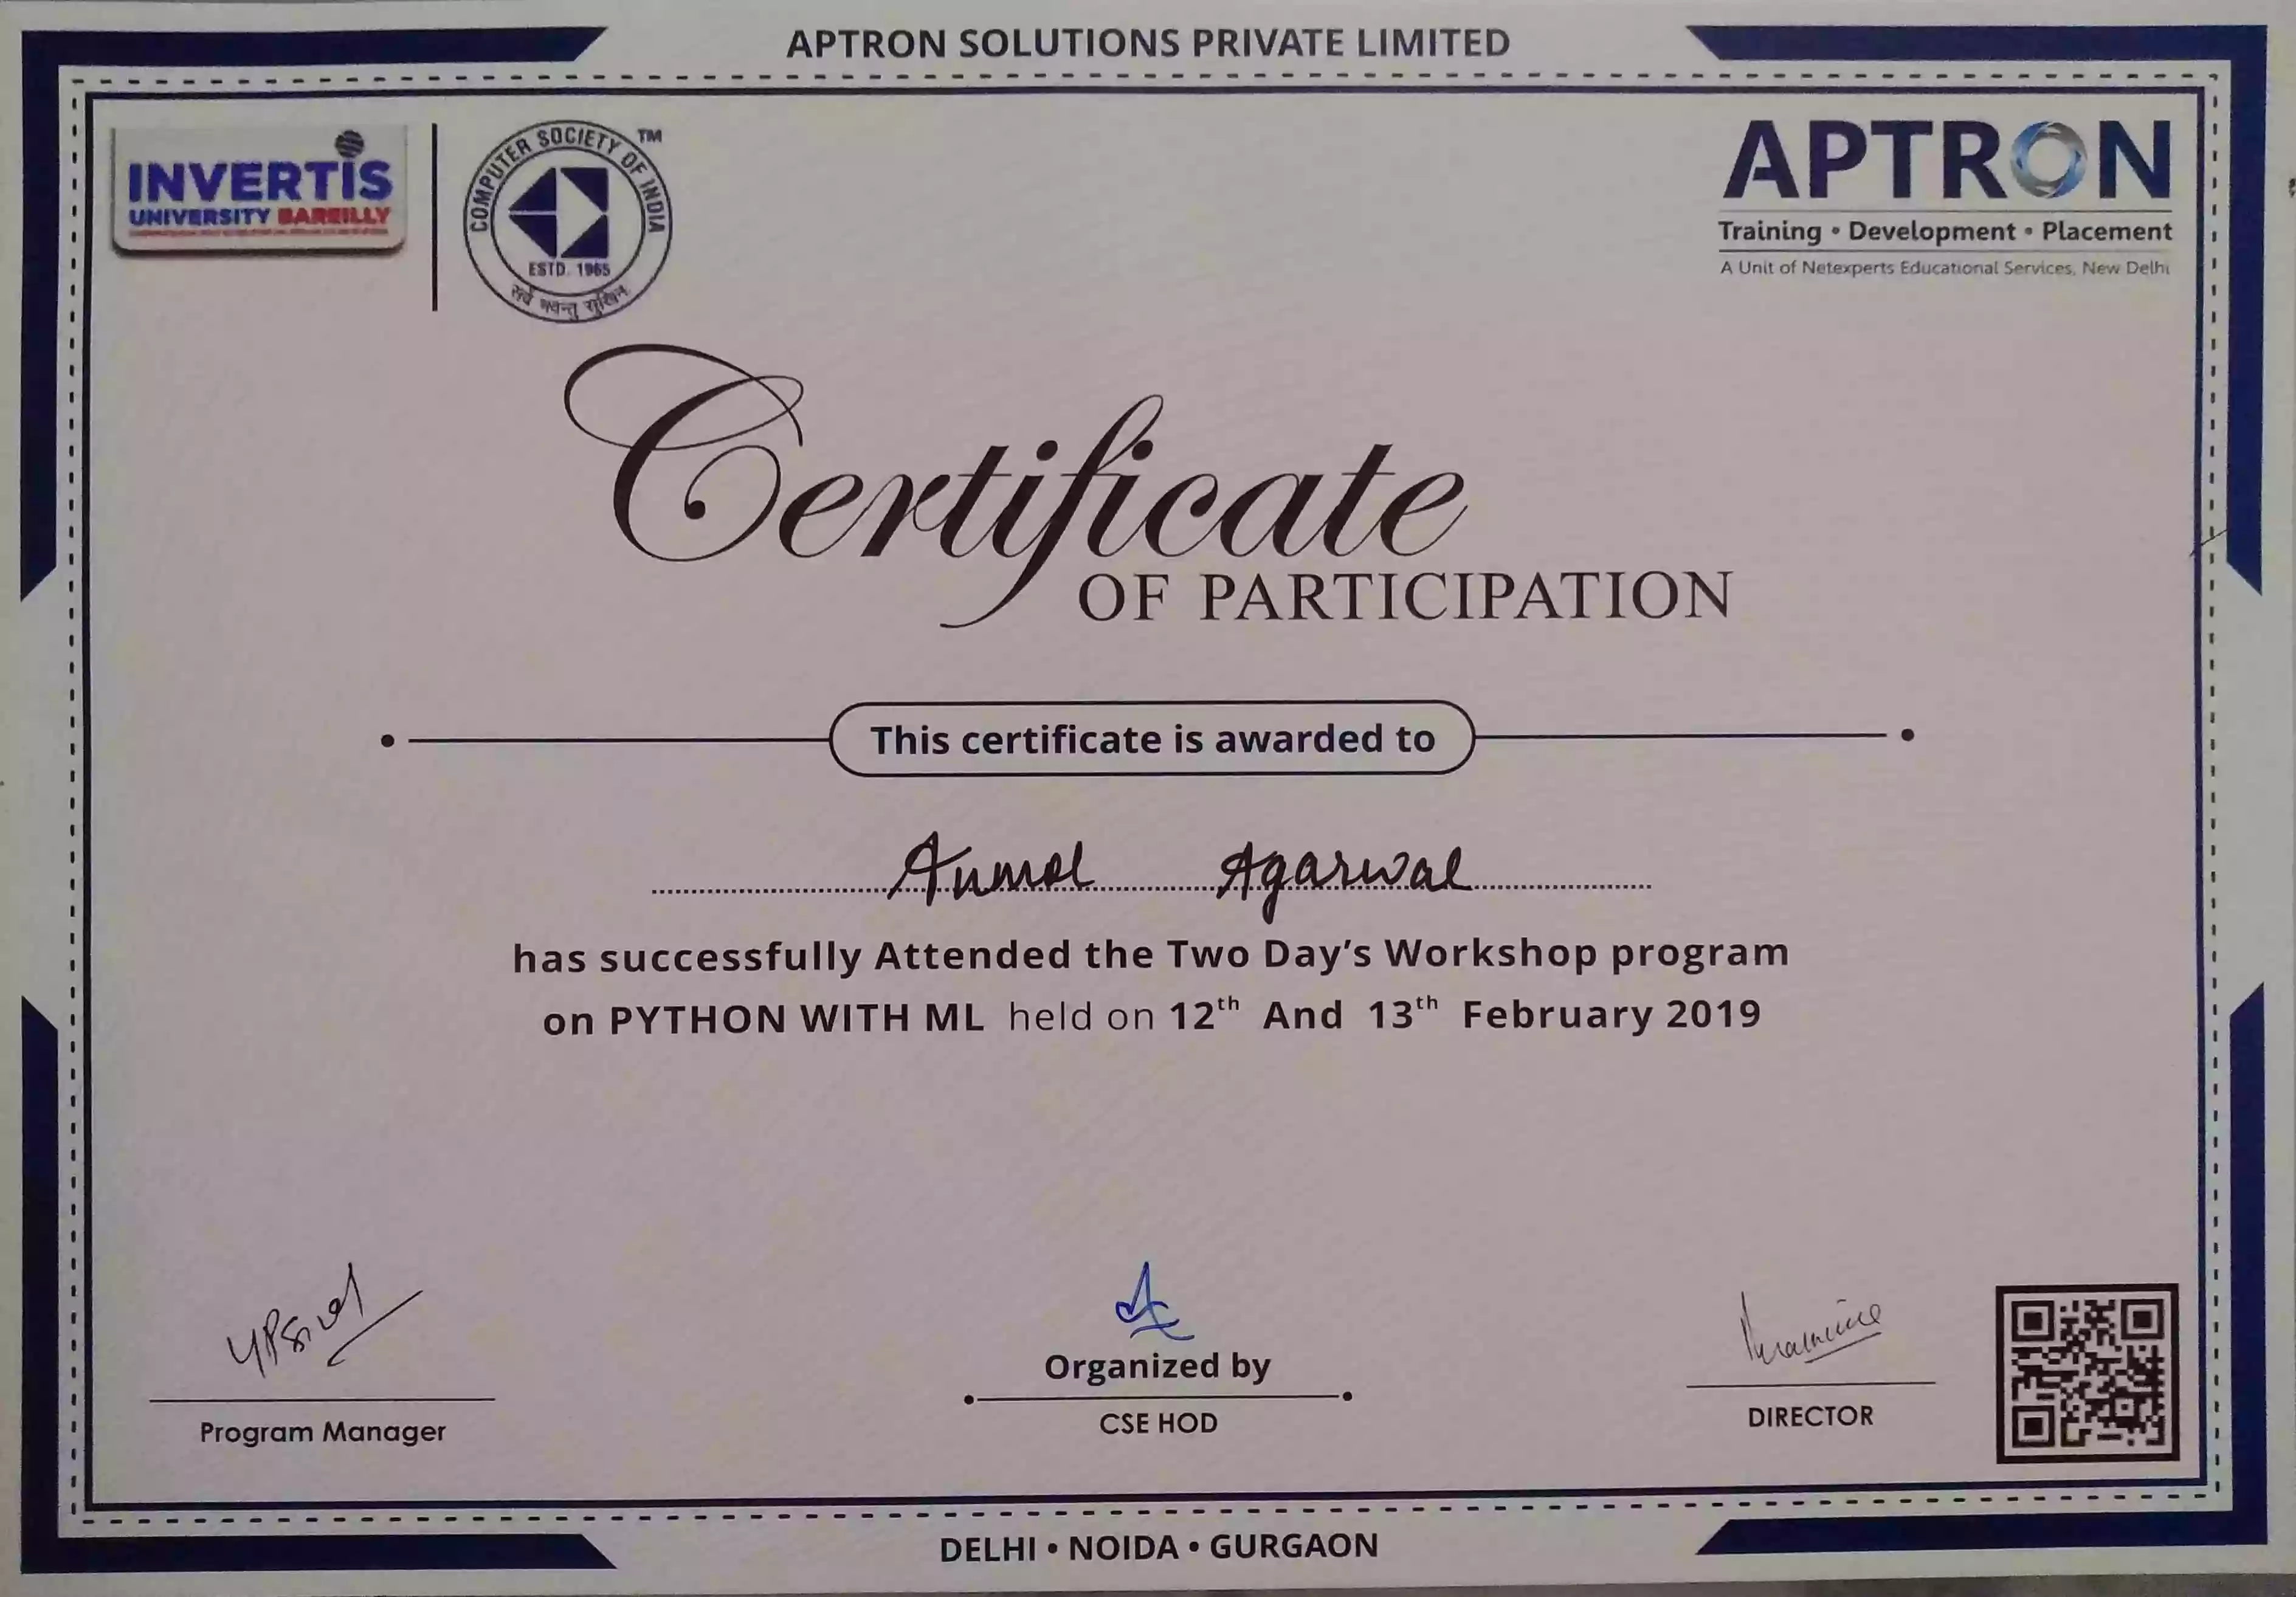 APTRON SOLUTIONS PRIVATE LIMITED
INVERTIS
UNIVERSITY BAREILLY
COMPUTER SOCIETY OF INDIA TM
ESTD. 1965
सर्वे भवन्तु सुखिन
APTRON
Training • Development • Placement
A Unit of Netexperts Educational Services, New Delhi
Certificate
OF PARTICIPATION
This certificate is awarded to
Anmol Agarwal
has successfully Attended the Two Day's Workshop program
on PYTHON WITH ML held on 12th And 13th February 2019
Organized by
Program Manager
CSE HOD
DIRECTOR
DELHI • NOIDA • GURGAON